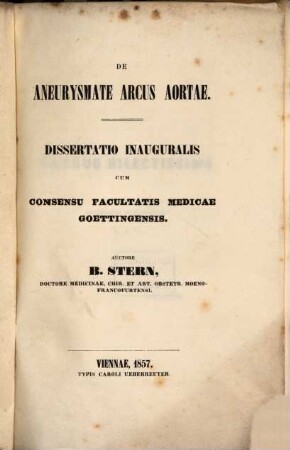 DE
ANEURYSMATE ARCUS AORTAE.
DISSERTATIO INAUGURALIS
CUM
CONSENSU FACULTATIS MEDICAE
GOETTINGENSIS.
AUCTORE
B. STERN,
DOCTORE MEDICINAE, CHIR. ET ART. OBSTETR. MOENO-
FRANCOFURTENSI.
VIENNAE, 1857.
TYPIS CAROLI UEBERREUTER.